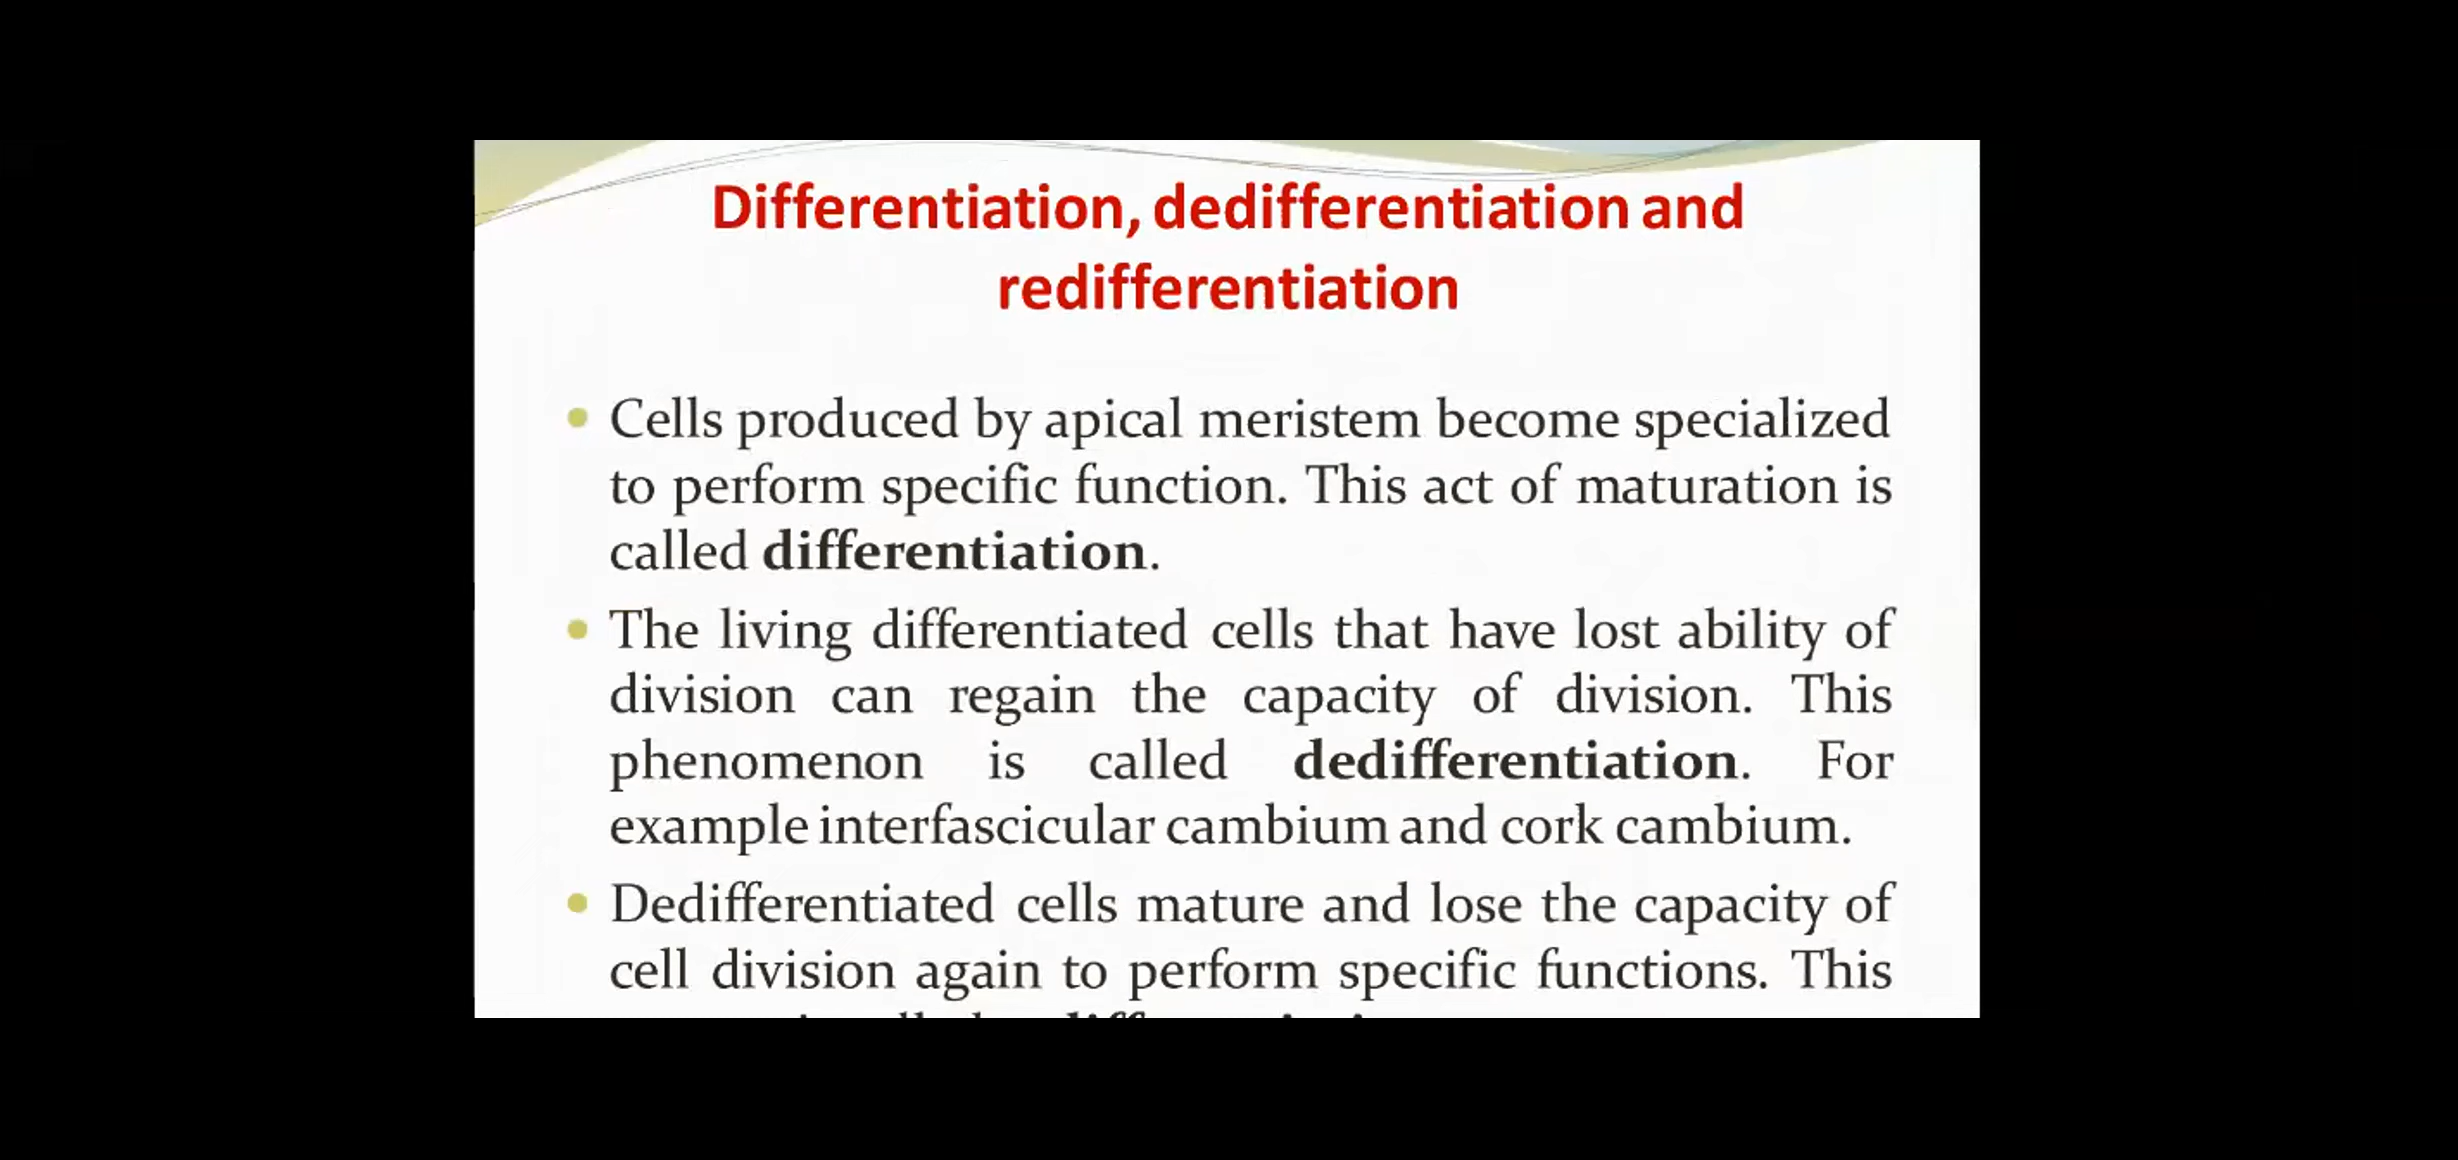 Differentiation, dedifferentiation and
redifferentiation
Cells produced by apical meristem become specialized
to perform specific function. This act of maturation is
called differentiation.
The living differentiated cells that have lost ability of
division can regain the capacity of division. This
phenomenon is called dedifferentiation. For
example interfascicular cambium and cork cambium.
Dedifferentiated cells mature and lose the capacity of
cell division again to perform specific functions. This